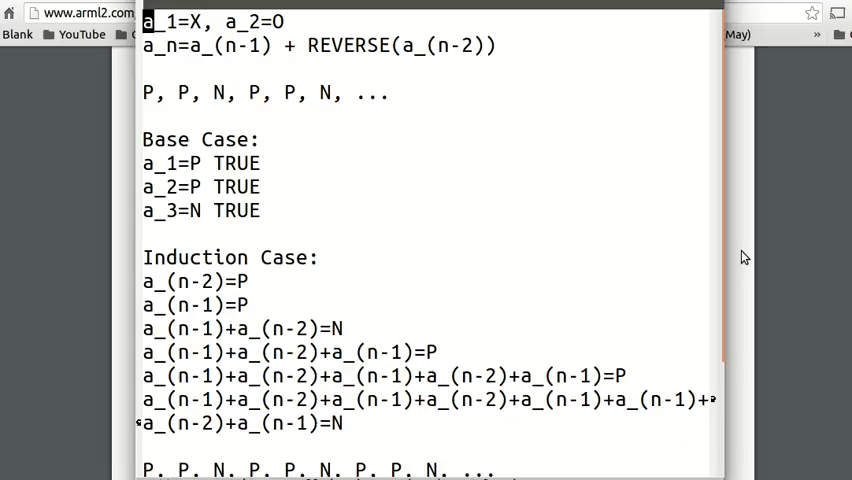 www.arml2.com
Blank YouTube May) »
a_1=X, a_2=O
a_n=a_(n-1) + REVERSE(a_(n-2))
P, P, N, P, P, N, ...
Base Case:
a_1=P TRUE
a_2=P TRUE
a_3=N TRUE
Induction Case:
a_(n-2)=P
a_(n-1)=P
a_(n-1)+a_(n-2)=N
a_(n-1)+a_(n-2)+a_(n-1)=P
a_(n-1)+a_(n-2)+a_(n-1)+a_(n-2)+a_(n-1)=P
a_(n-1)+a_(n-2)+a_(n-1)+a_(n-2)+a_(n-1)+a_(n-1)+
a_(n-2)+a_(n-1)=N
P, P, N, P, P, N, P, P, N, ...